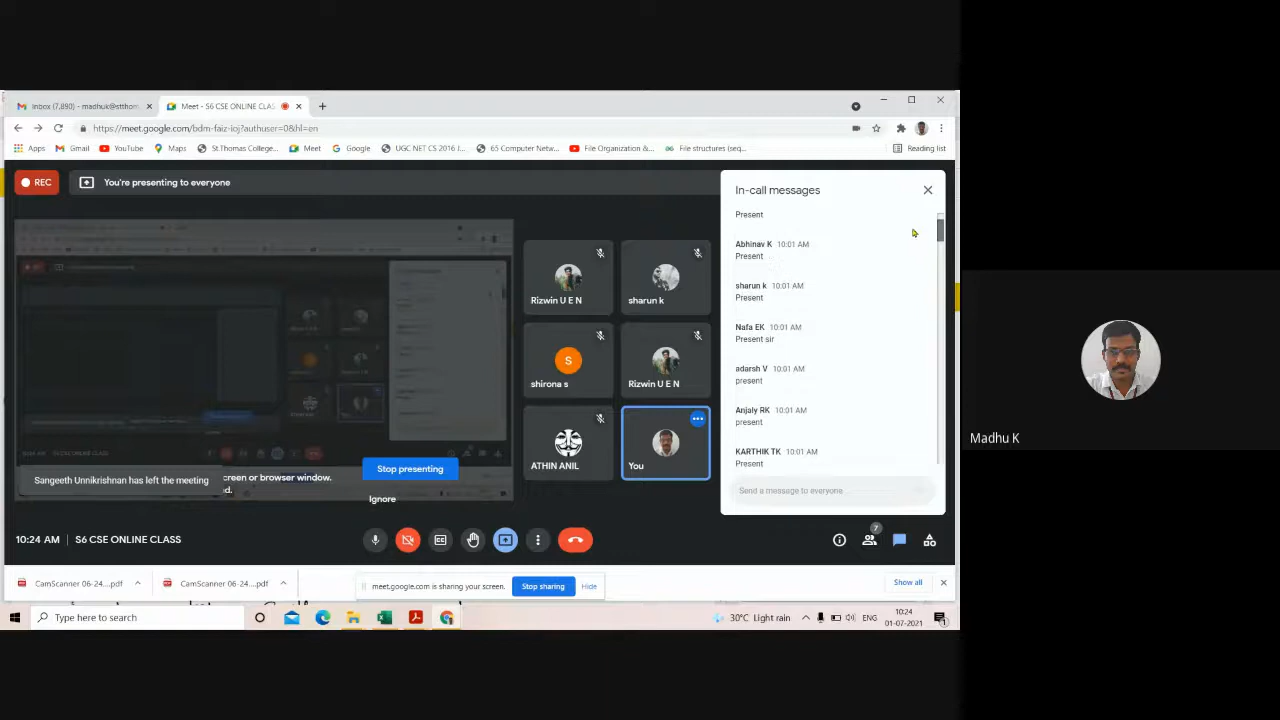 Inbox (7,890) - madhuk@stthom
Meet - S6 CSE ONLINE CLAS
https://meet.google.com/bdm-faiz-ioj?authuser=0&hl=en
Apps
Gmail
YouTube
Maps
St.Thomas College...
Meet
Google
UGC NET CS 2016 J...
65 Computer Netw...
File Organization &...
File structures (seq...
Reading list
REC
You're presenting to everyone
In-call messages
Present
Abhinav K 10:01 AM
Present
sharun k 10:01 AM
Present
Nafa EK 10:01 AM
Present sir
adarsh V 10:01 AM
present
Anjaly RK 10:01 AM
present
KARTHIK TK 10:01 AM
Present
Send a message to everyone
Rizwin U E N
sharun k
S
shirona s
Rizwin U E N
ATHIN ANIL
You
Sangeeth Unnikrishnan has left the meeting
creen or browser window.
d.
Stop presenting
Ignore
Madhu K
10:24 AM | S6 CSE ONLINE CLASS
7
CamScanner 06-24....pdf
CamScanner 06-24....pdf
meet.google.com is sharing your screen.
Stop sharing
Hide
Show all
Type here to search
30°C Light rain
ENG
10:24
01-07-2021